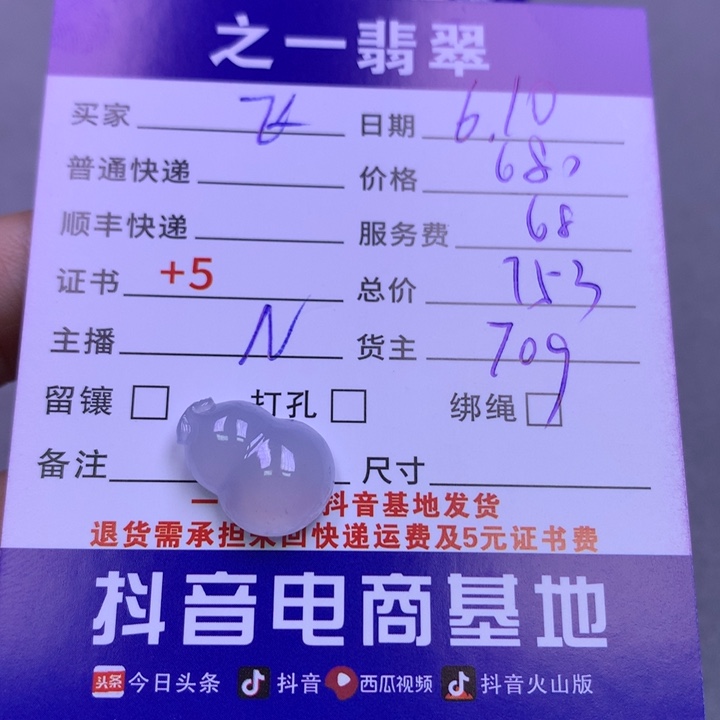 之一翡翠
买家 日期 6.10
普通快递 价格 680
顺丰快递 服务费 68
证书 +5 总价 753
主播 N 货主 709
留镶 打孔 绑绳
备注 尺寸
一 抖音基地发货
退货需承担来回快递运费及5元证书费
抖音电商基地
头条 今日头条 抖音 西瓜视频 抖音火山版